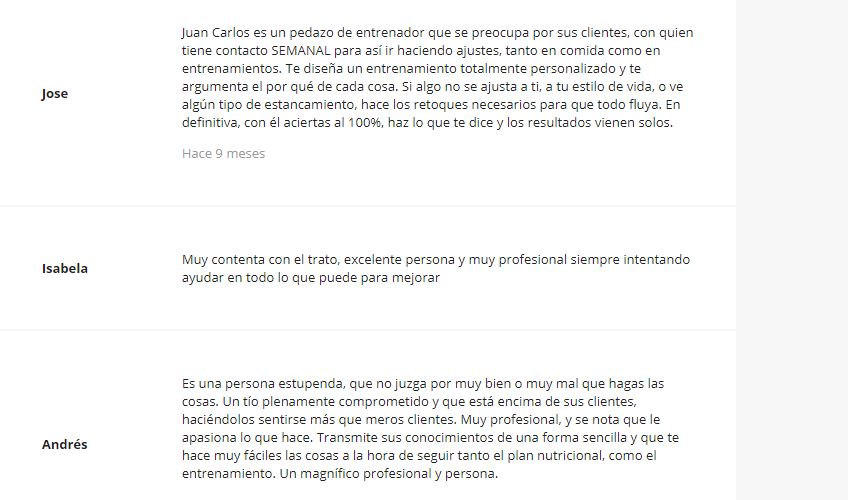 Jose
Juan Carlos es un pedazo de entrenador que se preocupa por sus clientes, con quien
tiene contacto SEMANAL para así ir haciendo ajustes, tanto en comida como en
entrenamientos. Te diseña un entrenamiento totalmente personalizado y te
argumenta el por qué de cada cosa. Si algo no se ajusta a ti, a tu estilo de vida, o ve
algún tipo de estancamiento, hace los retoques necesarios para que todo fluya. En
definitiva, con él aciertas al 100%, haz lo que te dice y los resultados vienen solos.
Hace 9 meses
Isabela
Muy contenta con el trato, excelente persona y muy profesional siempre intentando
ayudar en todo lo que puede para mejorar
Andrés
Es una persona estupenda, que no juzga por muy bien o muy mal que hagas las
cosas. Un tío plenamente comprometido y que está encima de sus clientes,
haciéndolos sentirse más que meros clientes. Muy profesional, y se nota que le
apasiona lo que hace. Transmite sus conocimientos de una forma sencilla y que te
hace muy fáciles las cosas a la hora de seguir tanto el plan nutricional, como el
entrenamiento. Un magnífico profesional y persona.